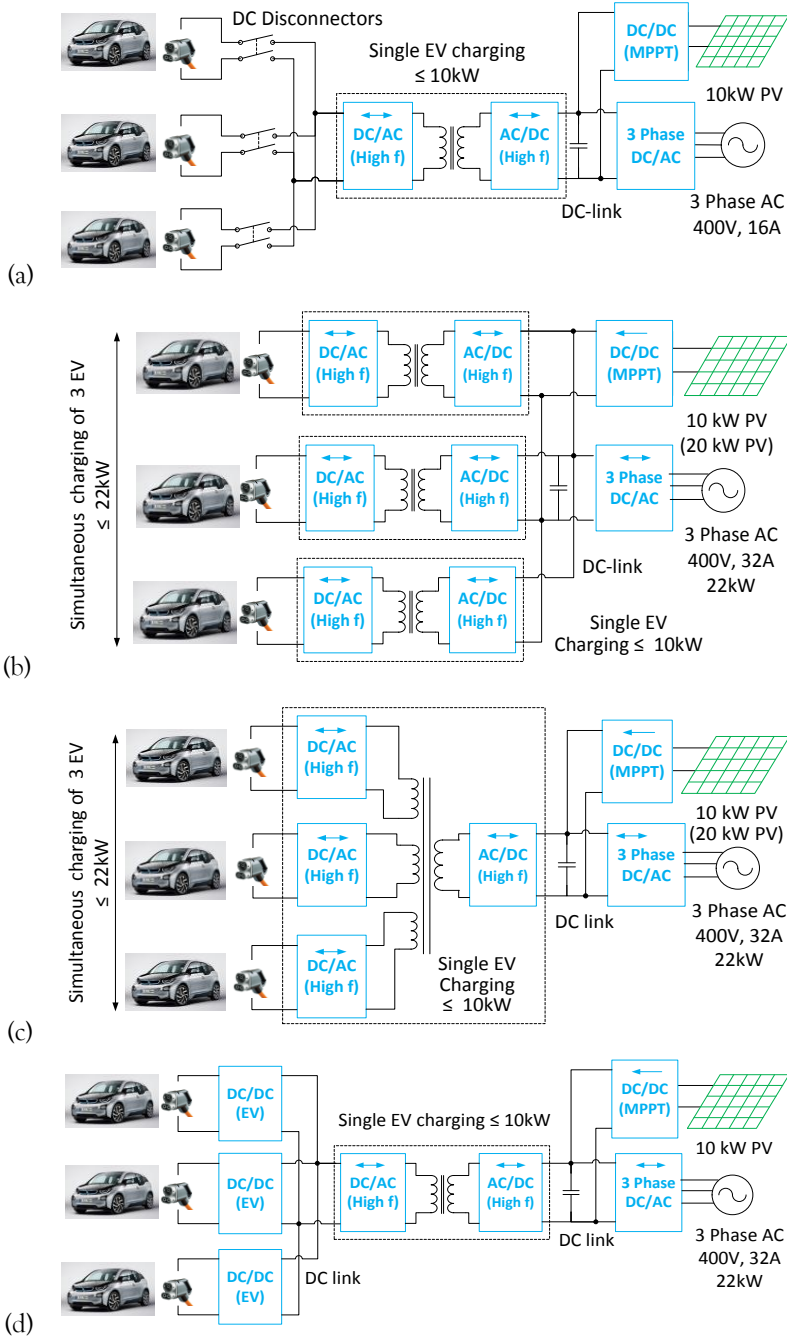 DC Disconnectors
Single EV charging
≤ 10kW
DC/AC
(High f)
AC/DC
(High f)
DC/DC
(MPPT)
10kW PV
3 Phase
DC/AC
DC-link
3 Phase AC
400V, 16A
(a)
Simultaneous charging of 3 EV
≤ 22kW
DC/AC
(High f)
AC/DC
(High f)
DC/DC
(MPPT)
10 kW PV
(20 kW PV)
DC/AC
(High f)
AC/DC
(High f)
3 Phase
DC/AC
DC-link
3 Phase AC
400V, 32A
22kW
DC/AC
(High f)
AC/DC
(High f)
Single EV
Charging ≤ 10kW
(b)
Simultaneous charging of 3 EV
≤ 22kW
DC/AC
(High f)
DC/DC
(MPPT)
10 kW PV
(20 kW PV)
DC/AC
(High f)
AC/DC
(High f)
3 Phase
DC/AC
DC link
3 Phase AC
400V, 32A
22kW
DC/AC
(High f)
Single EV
Charging
≤ 10kW
(c)
DC/DC
(EV)
Single EV charging ≤ 10kW
DC/DC
(MPPT)
10 kW PV
DC/DC
(EV)
DC/AC
(High f)
AC/DC
(High f)
3 Phase
DC/AC
DC link
DC link
3 Phase AC
400V, 32A
22kW
DC/DC
(EV)
(d)